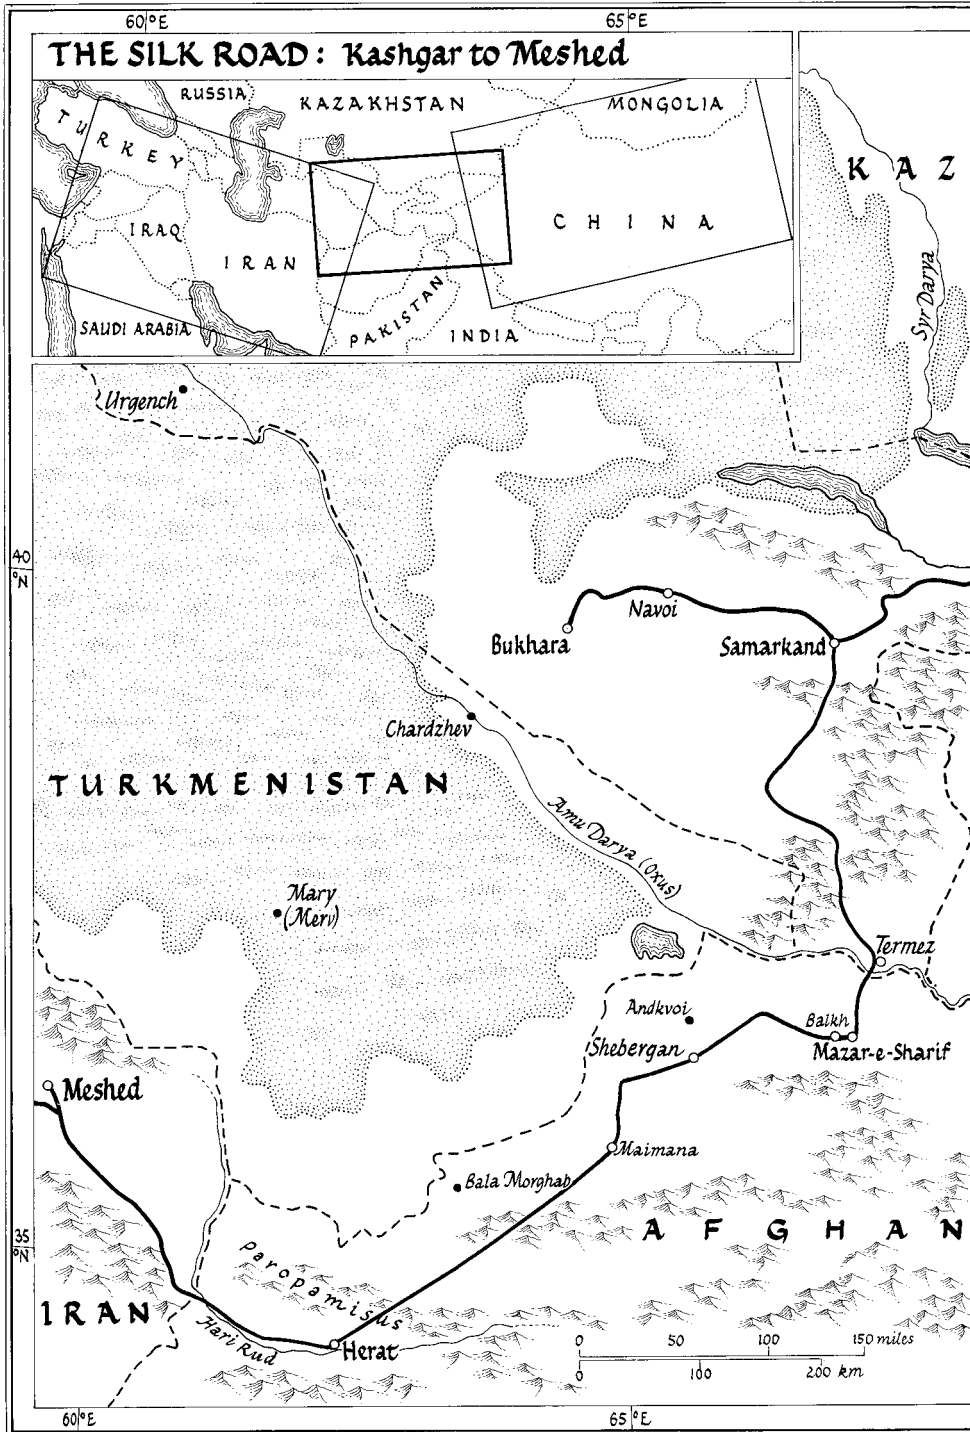 60°E
65°E
THE SILK ROAD: Kashgar to Meshed
RUSSIA
KAZAKHSTAN
MONGOLIA
TURKEY
IRAQ
IRAN
CHINA
SAUDI ARABIA
PAKISTAN
INDIA
KAZ
Syr Darya
Urgench
40
°N
Navoi
Bukhara
Samarkand
Chardzhev
TURKMENISTAN
Amu Darya (Oxus)
Mary
(Merv)
Termez
Andkvoi
Balkh
Shebergan
Mazar-e-Sharif
Meshed
Maimana
Bala Morghab
35
°N
AFGHAN
Paropamisus
IRAN
Hari Rud
Herat
0 50 100 150 miles
0 100 200 km
60°E
65°E